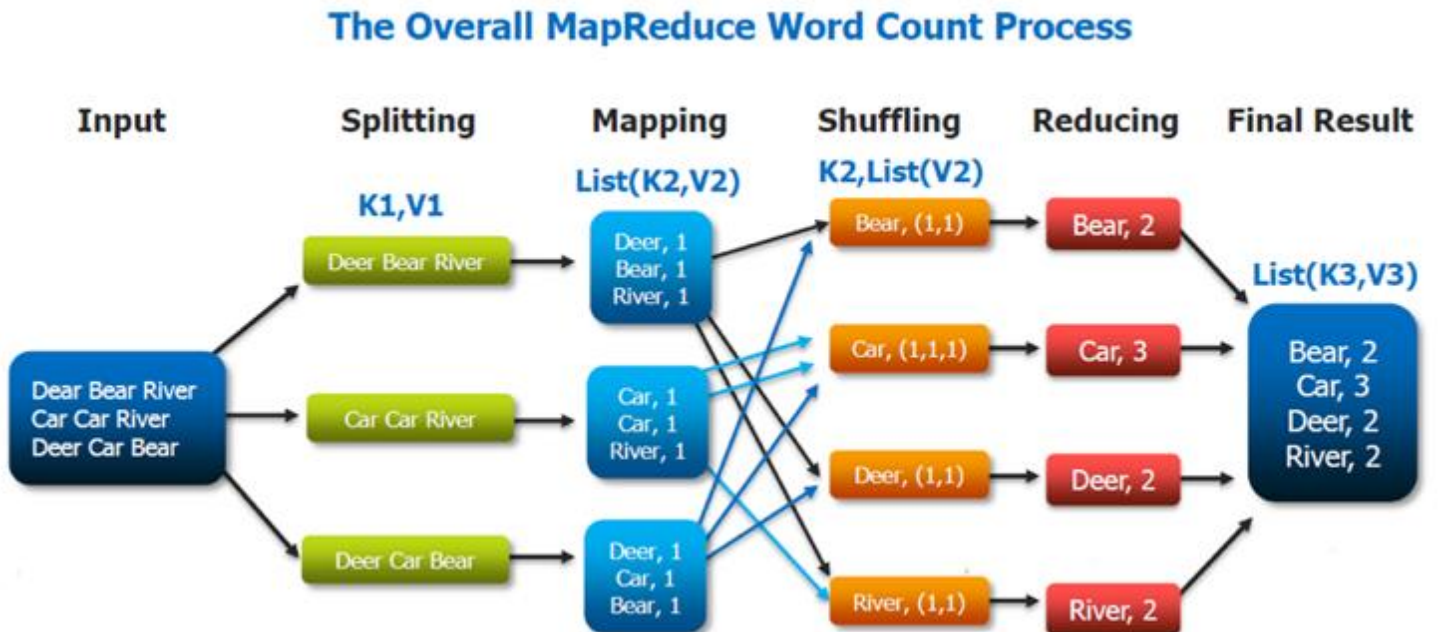 The Overall MapReduce Word Count Process
Input
Splitting
Mapping
Shuffling
Reducing
Final Result
K1,V1
List(K2,V2)
K2,List(V2)
List(K3,V3)
Dear Bear River
Car Car River
Deer Car Bear
Deer Bear River
Car Car River
Deer Car Bear
Deer, 1
Bear, 1
River, 1
Car, 1
Car, 1
River, 1
Deer, 1
Car, 1
Bear, 1
Bear, (1,1)
Car, (1,1,1)
Deer, (1,1)
River, (1,1)
Bear, 2
Car, 3
Deer, 2
River, 2
Bear, 2
Car, 3
Deer, 2
River, 2